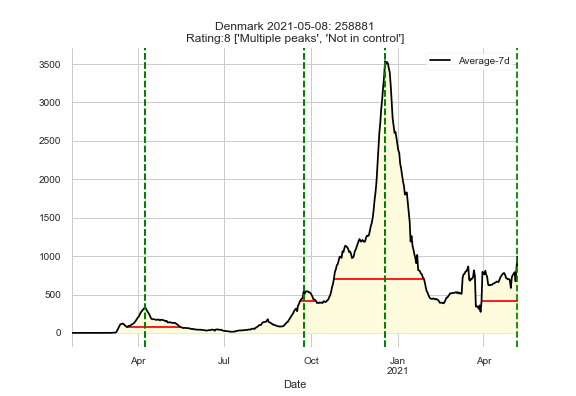 Denmark 2021-05-08: 258881
Rating:8 ['Multiple peaks', 'Not in control']
Average-7d
3500
3000
2500
2000
1500
1000
500
0
Apr
Jul
Oct
Jan
2021
Apr
Date